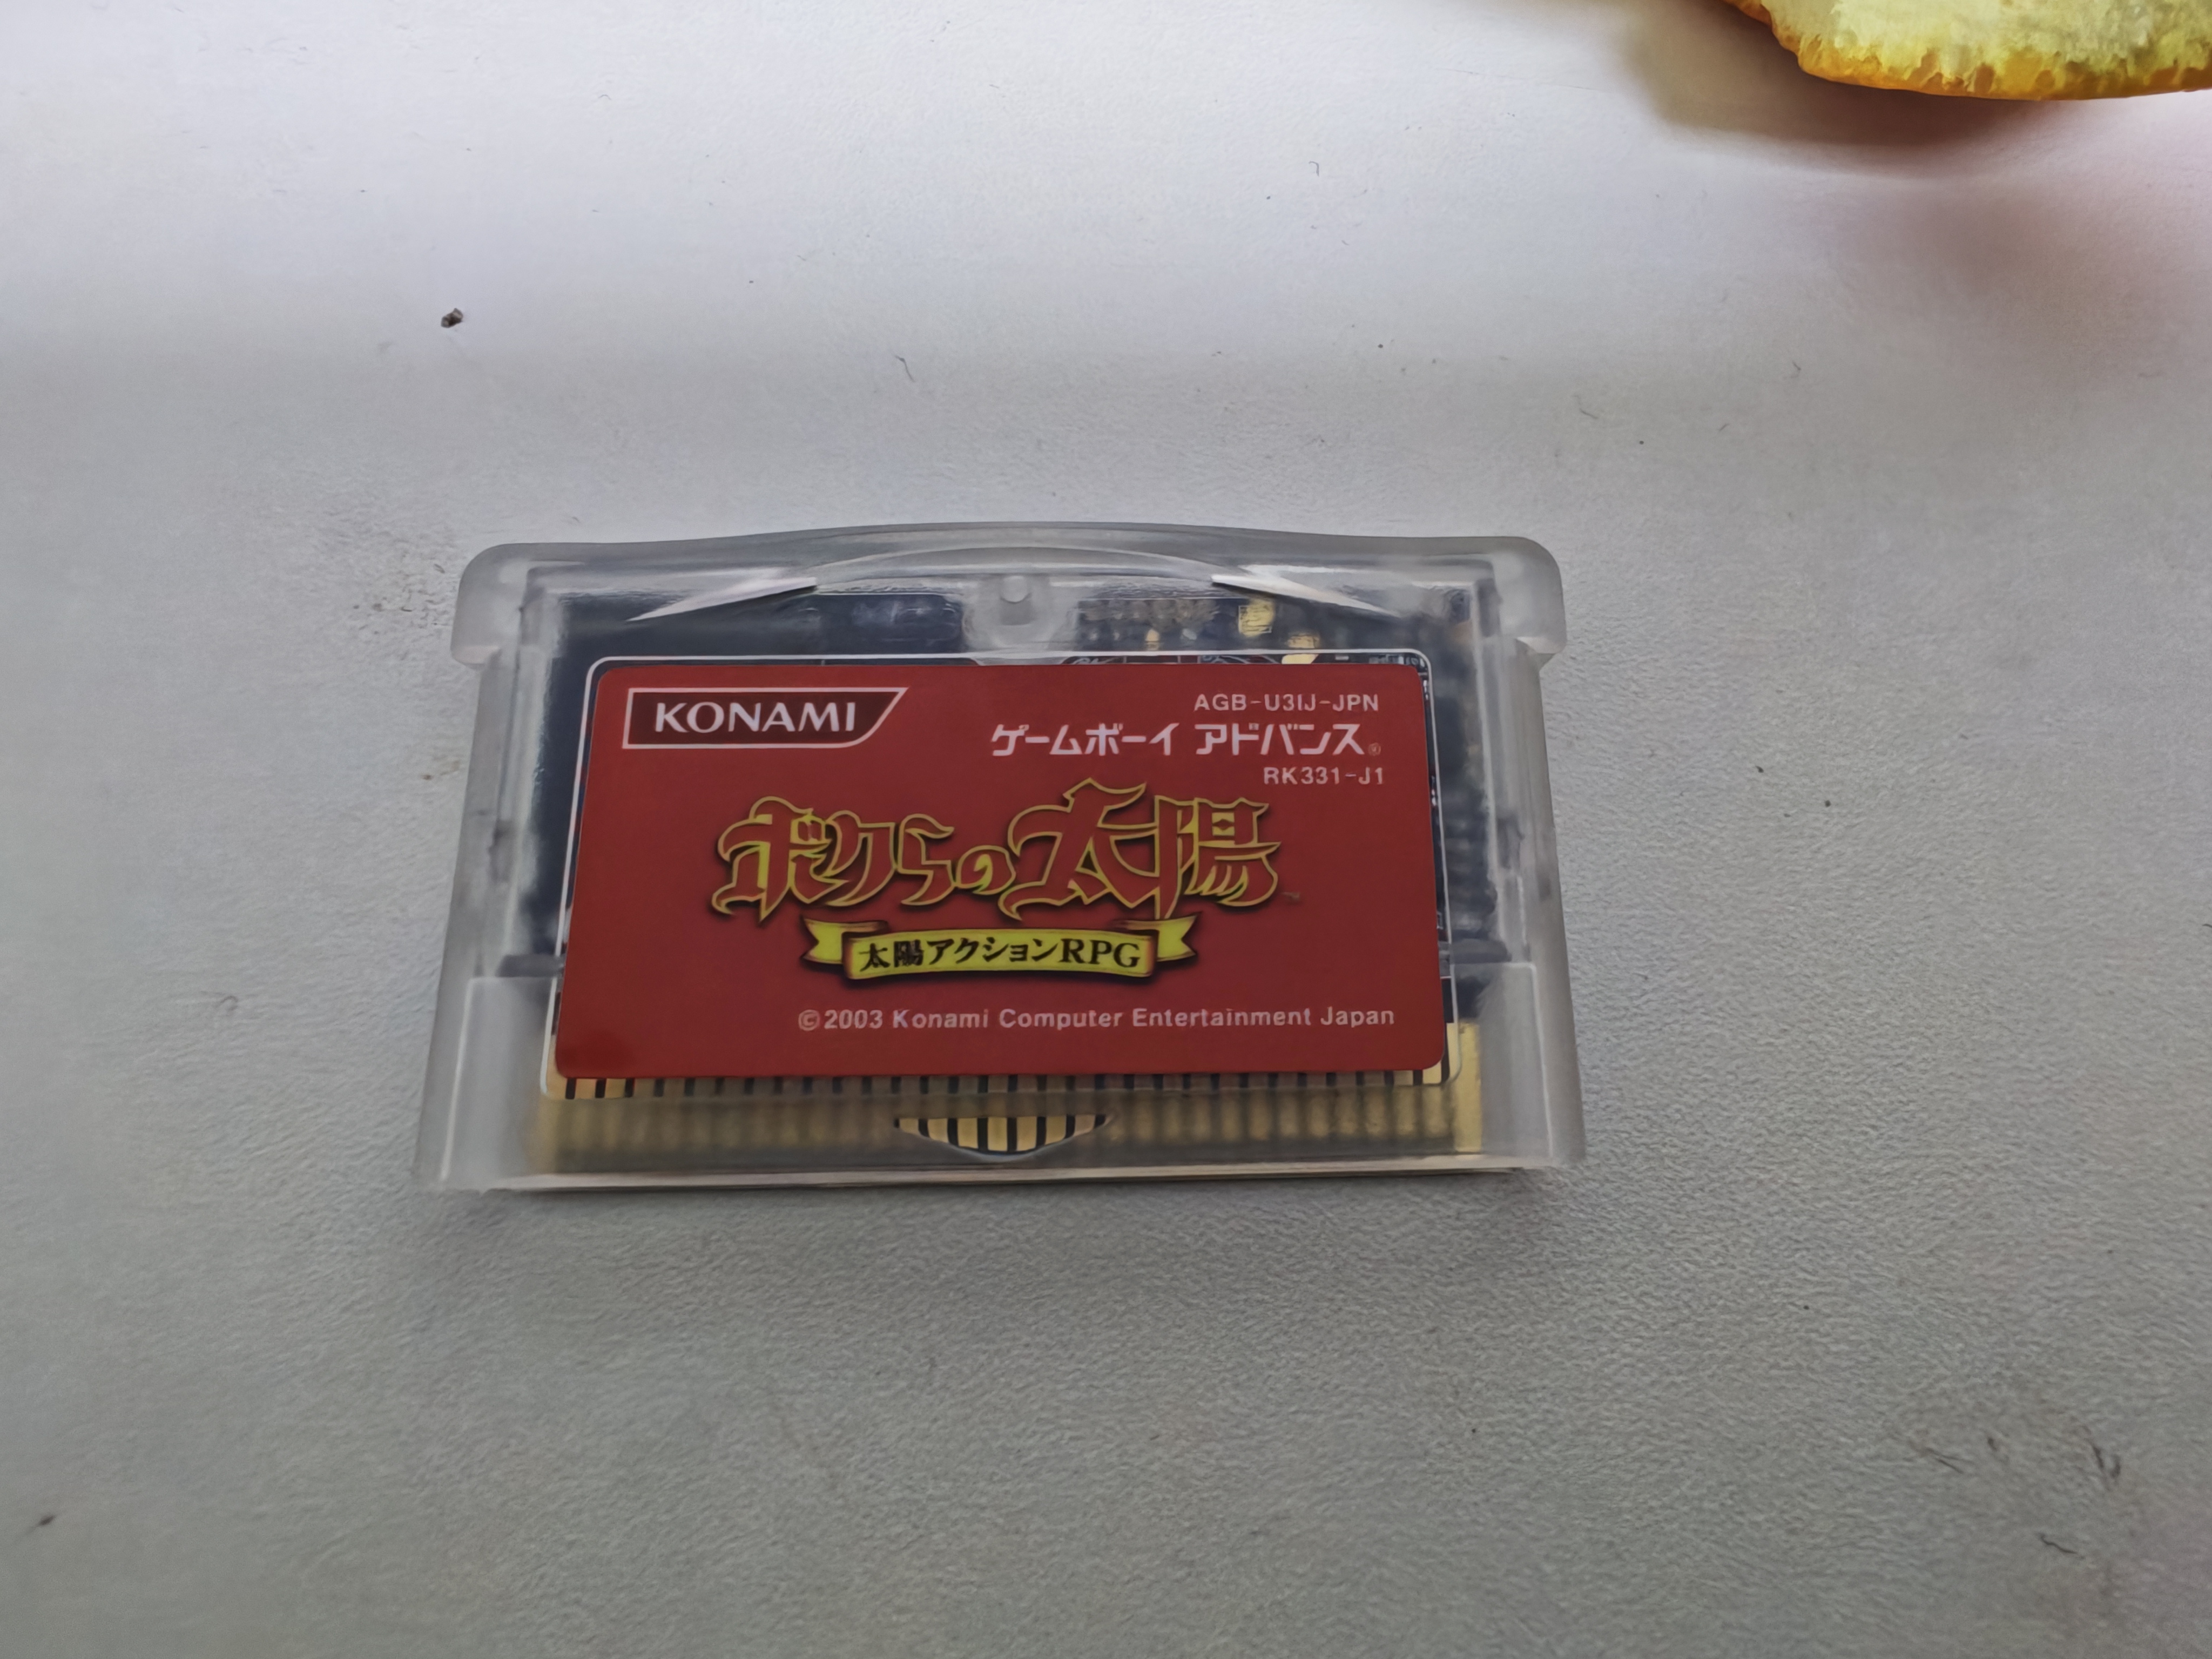 KONAMI
AGB-U3IJ-JPN
ゲームボーイ アドバンス
RK331-J1
ボクらの太陽™
太陽アクションRPG
©2003 Konami Computer Entertainment Japan